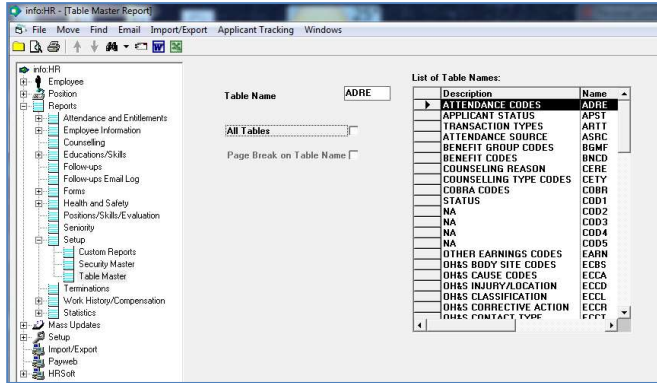 info:HR - [Table Master Report]
File Move Find Email Import/Export Applicant Tracking Windows
info:HR
Employee
Position
Reports
Attendance and Entitlements
Employee Information
Counselling
Educations/Skills
Follow-ups
Follow-ups Email Log
Forms
Health and Safety
Positions/Skills/Evaluation
Seniority
Setup
Custom Reports
Security Master
Table Master
Terminations
Work History/Compensation
Statistics
Mass Updates
Setup
Import/Export
Payweb
HRSoft
Table Name ADRE
All Tables
Page Break on Table Name
List of Table Names:
Description Name
ATTENDANCE CODES ADRE
APPLICANT STATUS APST
TRANSACTION TYPES ARTT
ATTENDANCE SOURCE ASRC
BENEFIT GROUP CODES BGMF
BENEFIT CODES BNCD
COUNSELING REASON CERE
COUNSELLING TYPE CODES CETY
COBRA CODES COBR
STATUS COD1
NA COD2
NA COD3
NA COD4
NA COD5
OTHER EARNINGS CODES EARN
OH&S BODY SITE CODES ECBS
OH&S CAUSE CODES ECCA
OH&S INJURY/LOCATION ECCD
OH&S CLASSIFICATION ECCL
OH&S CORRECTIVE ACTION ECCR
OH&S CONTACT TYPE ECCT